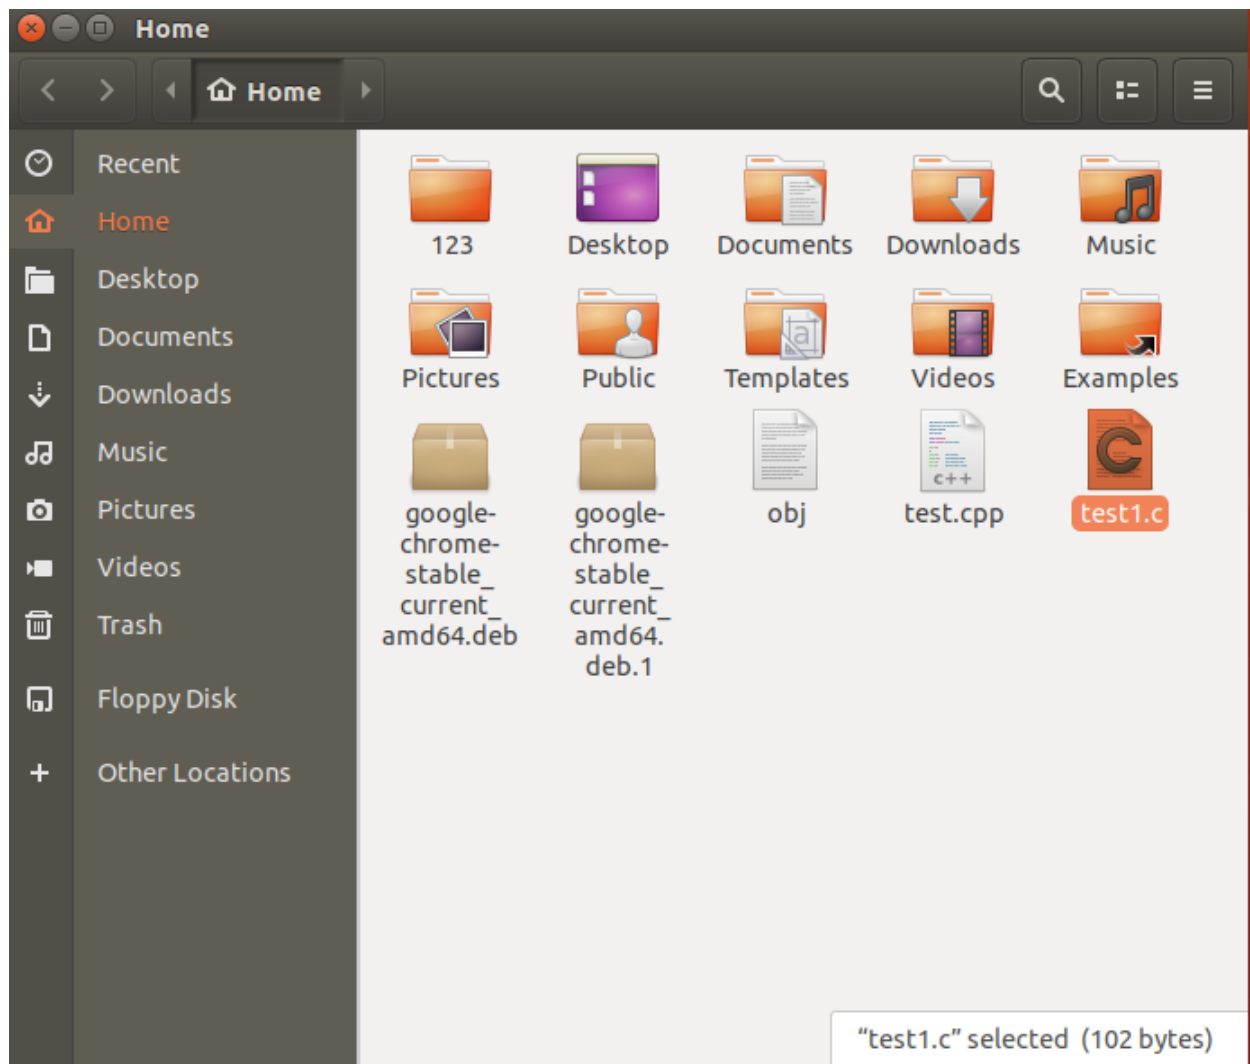 Home
Home
Recent
Home
Desktop
Documents
Downloads
Music
Pictures
Videos
Trash
Floppy Disk
Other Locations
123
Desktop
Documents
Downloads
Music
Pictures
Public
Templates
Videos
Examples
google-
chrome-
stable_
current_
amd64.deb
google-
chrome-
stable_
current_
amd64.
deb.1
obj
c++
test.cpp
C
test1.c
“test1.c” selected (102 bytes)